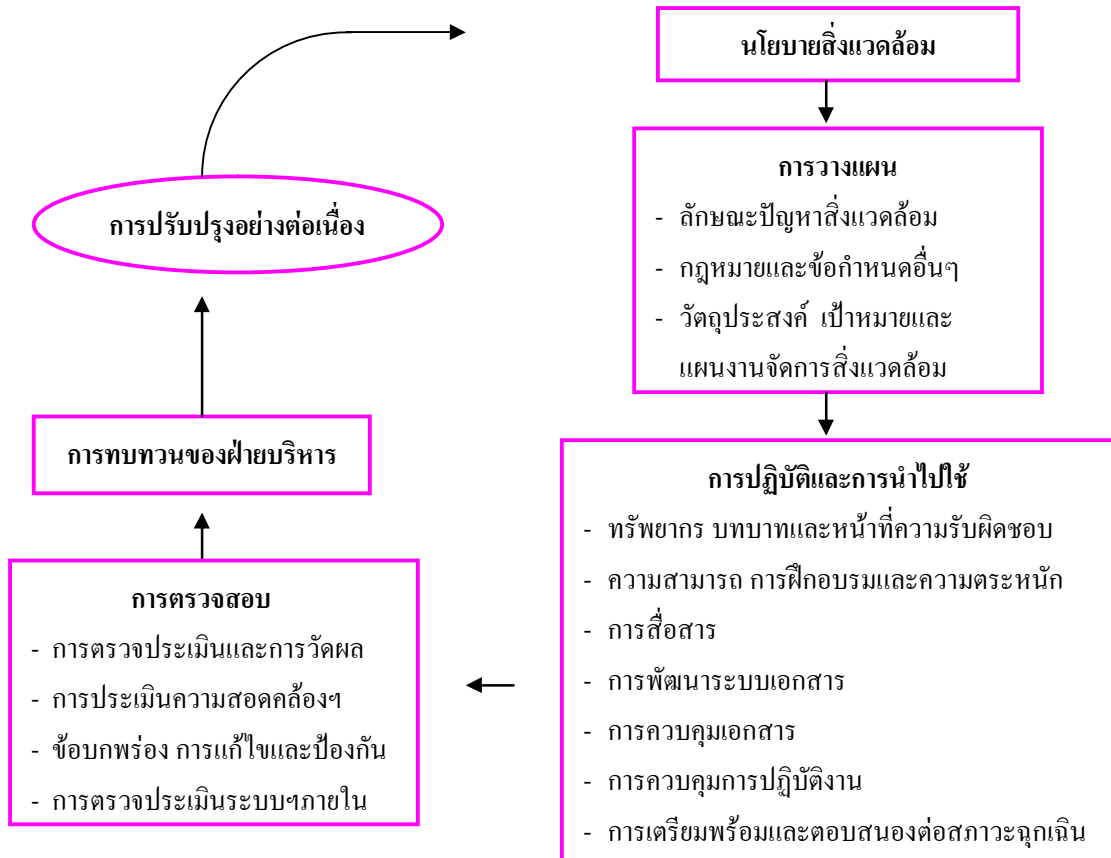 นโยบายสิ่งแวดล้อม
การวางแผน
- ลักษณะปัญหาสิ่งแวดล้อม
- กฎหมายและข้อกำหนดอื่นๆ
- วัตถุประสงค์ เป้าหมายและ
แผนงานจัดการสิ่งแวดล้อม
การปฏิบัติและการนำไปใช้
- ทรัพยากร บทบาทและหน้าที่ความรับผิดชอบ
- ความสามารถ การฝึกอบรมและความตระหนัก
- การสื่อสาร
- การพัฒนาระบบเอกสาร
- การควบคุมเอกสาร
- การควบคุมการปฏิบัติงาน
- การเตรียมพร้อมและตอบสนองต่อสภาวะฉุกเฉิน
การตรวจสอบ
- การตรวจประเมินและการวัดผล
- การประเมินความสอดคล้องฯ
- ข้อบกพร่อง การแก้ไขและป้องกัน
- การตรวจประเมินระบบฯภายใน
การทบทวนของฝ่ายบริหาร
การปรับปรุงอย่างต่อเนื่อง